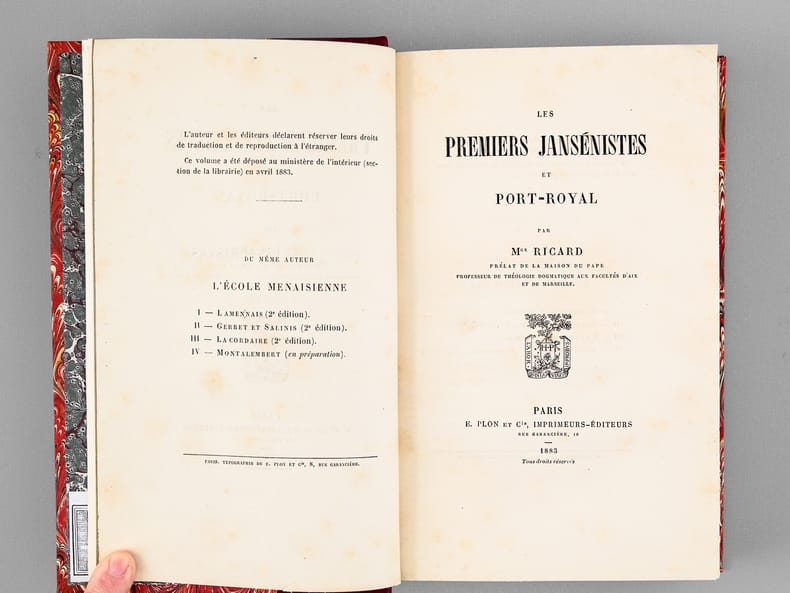 L'auteur et les éditeurs déclarent réserver leurs droits
de traduction et de reproduction à l'étranger.
Ce volume a été déposé au ministère de l'intérieur (sec-
tion de la librairie) en avril 1883.
DU MÊME AUTEUR
L'ÉCOLE MENAISIENNE
I — LAMENNAIS (2e édition).
II — GERBET ET SALINIS (2e édition).
III — LACORDAIRE (2e édition).
IV — MONTALEMBERT (en préparation).
PARIS. TYPOGRAPHIE DE E. PLON ET Cie, 8, RUE GARANCIÈRE.
LES
PREMIERS JANSÉNISTES
ET
PORT-ROYAL
PAR
Mgr RICARD
PRÉLAT DE LA MAISON DU PAPE
PROFESSEUR DE THÉOLOGIE DOGMATIQUE AUX FACULTÉS D'AIX
ET DE MARSEILLE.
LABOR
PARIS
E. PLON ET Cie, IMPRIMEURS-ÉDITEURS
RUE GARANCIÈRE, 10
1883
Tous droits réservés